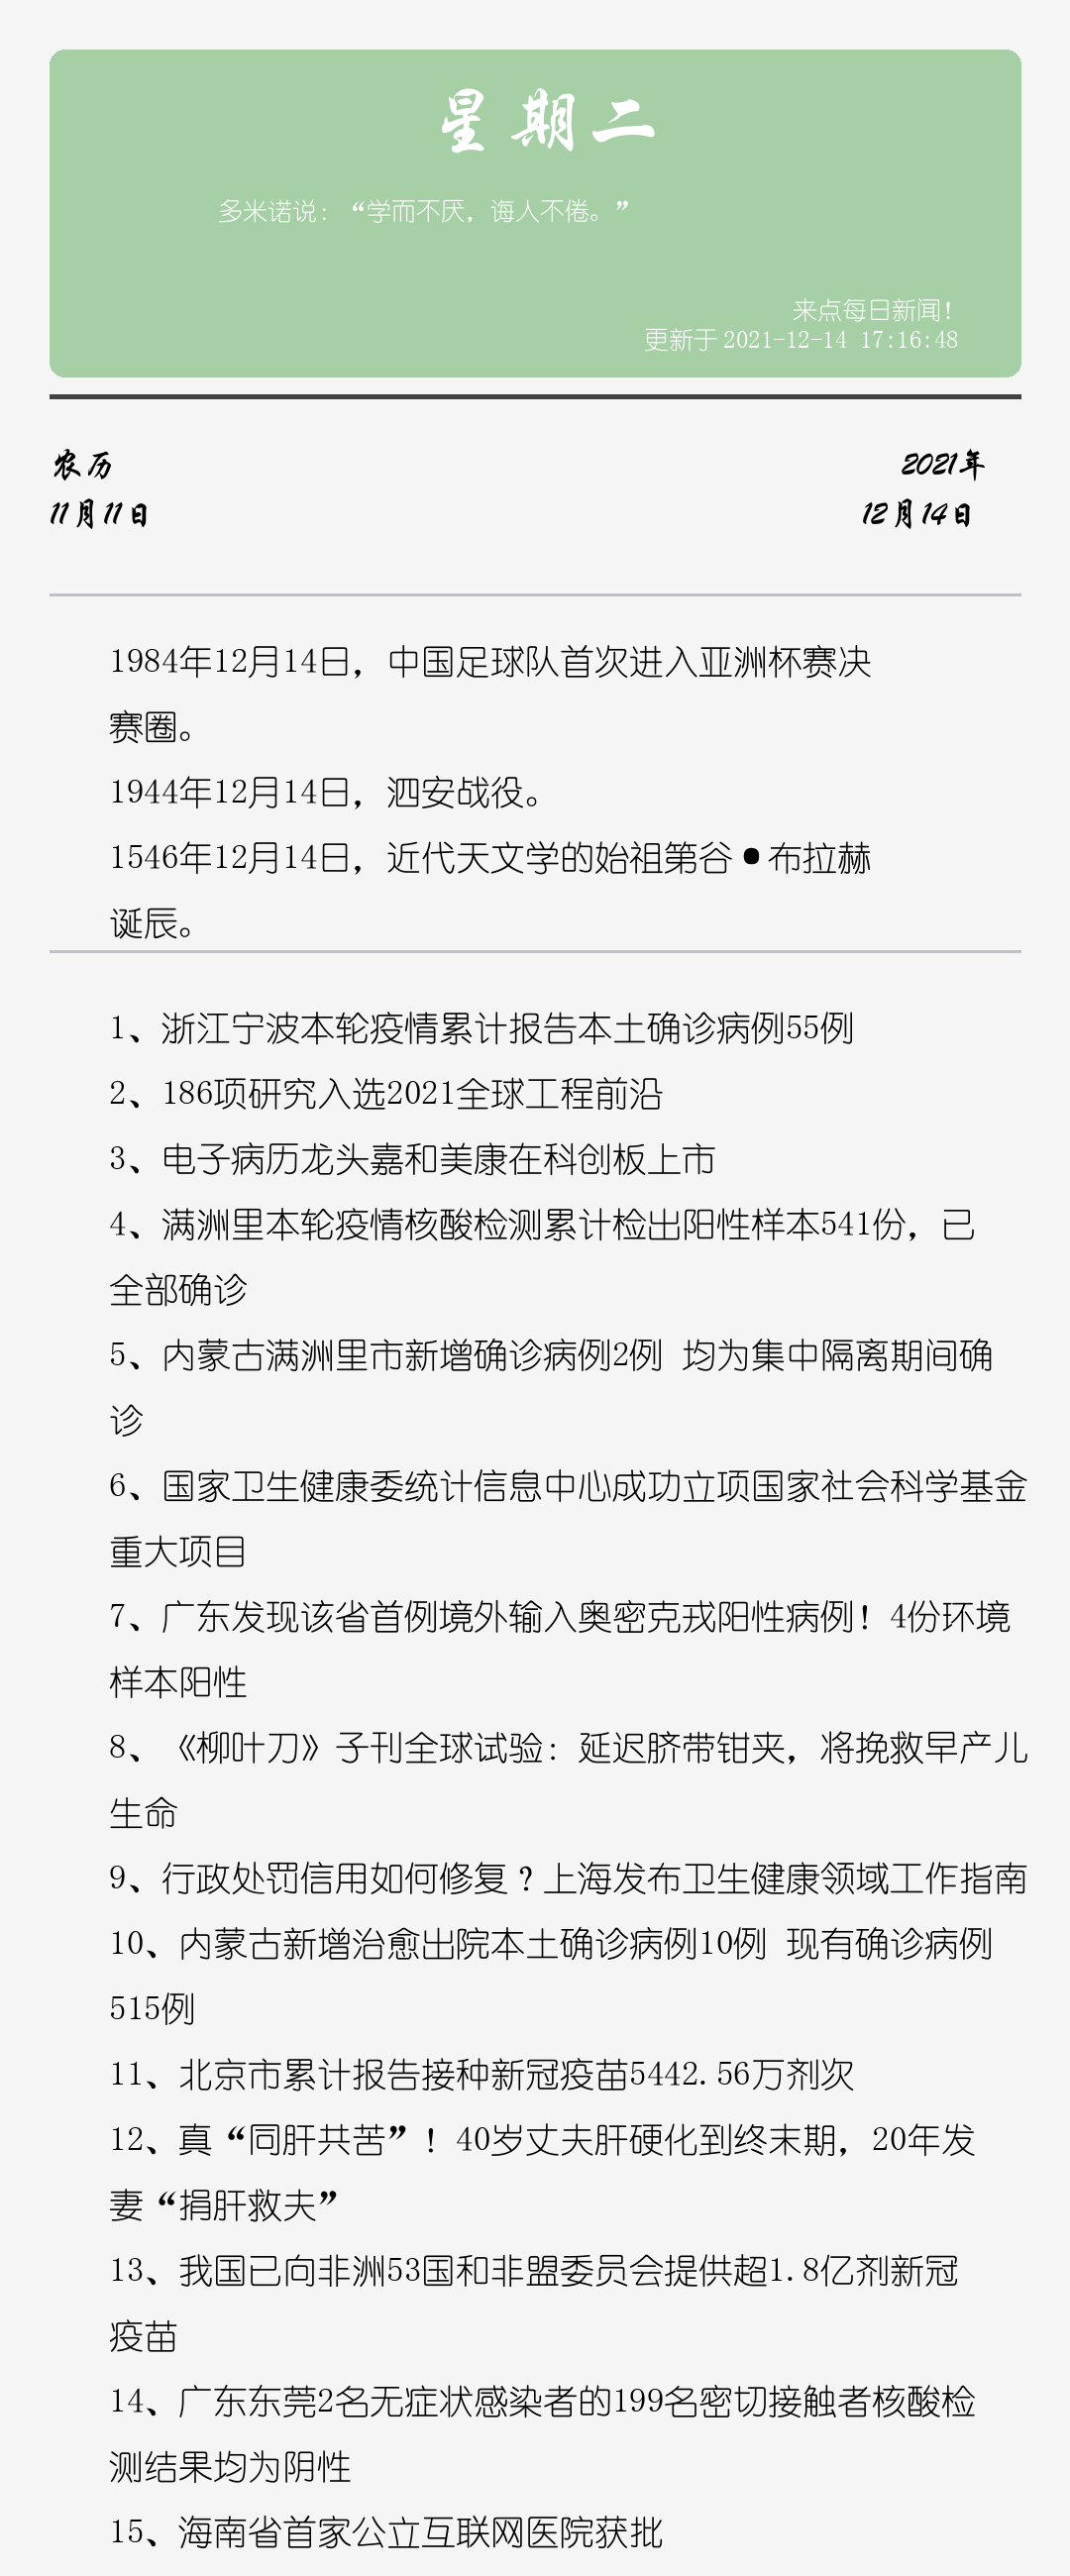 星期二
多米诺说：“学而不厌，诲人不倦。”
来点每日新闻！
更新于 2021-12-14 17:16:48
农历
2021年
11月11日
12月14日
1984年12月14日，中国足球队首次进入亚洲杯赛决
赛圈。
1944年12月14日，泗安战役。
1546年12月14日，近代天文学的始祖第谷•布拉赫
诞辰。
1、浙江宁波本轮疫情累计报告本土确诊病例55例
2、186项研究入选2021全球工程前沿
3、电子病历龙头嘉和美康在科创板上市
4、满洲里本轮疫情核酸检测累计检出阳性样本541份，已
全部确诊
5、内蒙古满洲里市新增确诊病例2例 均为集中隔离期间确
诊
6、国家卫生健康委统计信息中心成功立项国家社会科学基金
重大项目
7、广东发现该省首例境外输入奥密克戎阳性病例！4份环境
样本阳性
8、《柳叶刀》子刊全球试验：延迟脐带钳夹，将挽救早产儿
生命
9、行政处罚信用如何修复？上海发布卫生健康领域工作指南
10、内蒙古新增治愈出院本土确诊病例10例 现有确诊病例
515例
11、北京市累计报告接种新冠疫苗5442.56万剂次
12、真“同肝共苦”！40岁丈夫肝硬化到终末期，20年发
妻“捐肝救夫”
13、我国已向非洲53国和非盟委员会提供超1.8亿剂新冠
疫苗
14、广东东莞2名无症状感染者的199名密切接触者核酸检
测结果均为阴性
15、海南省首家公立互联网医院获批